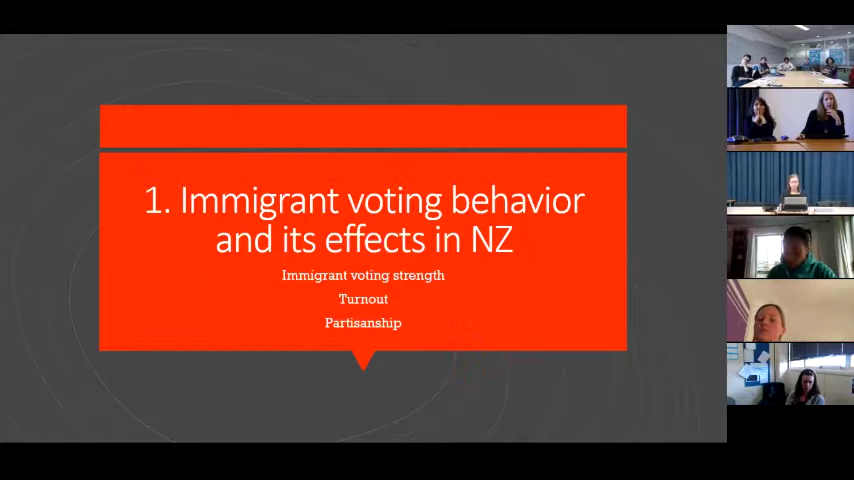 1. Immigrant voting behavior
and its effects in NZ
Immigrant voting strength
Turnout
Partisanship